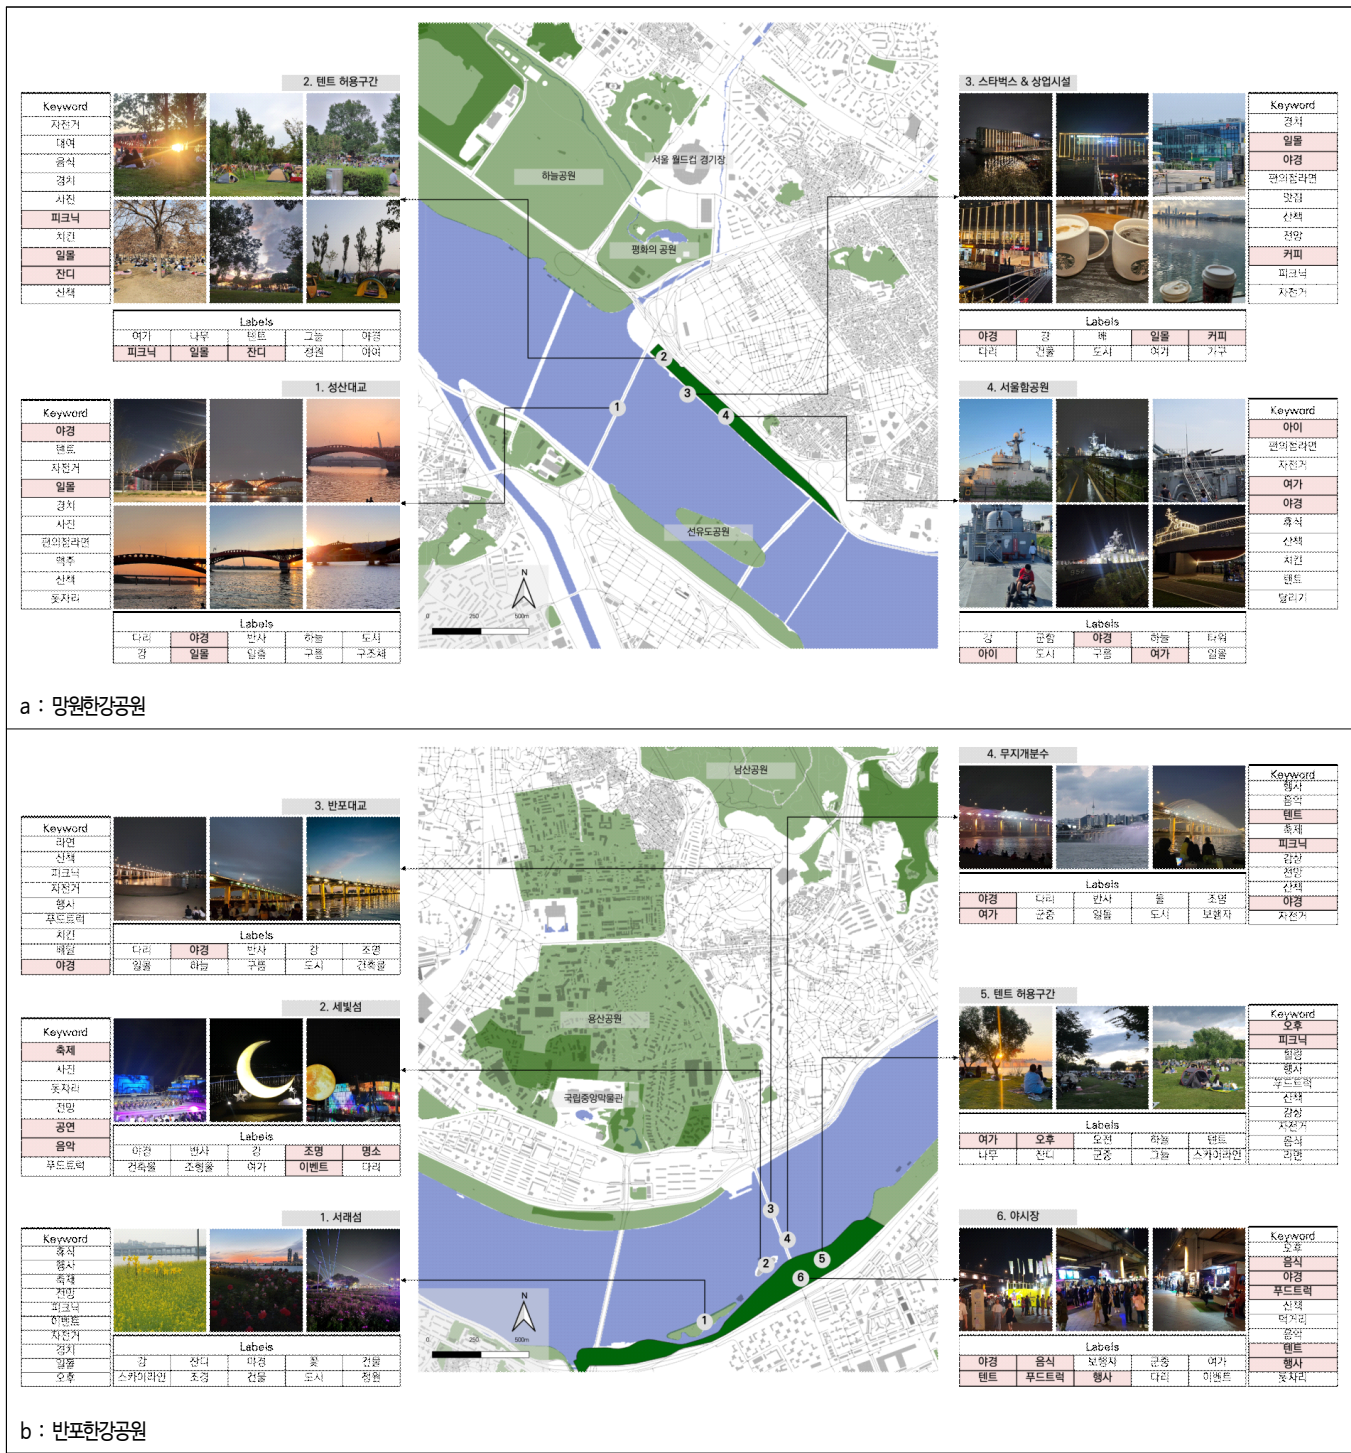 2. 텐트 허용구간
Keyword
자전거
대여
음식
경치
사진
피크닉
치킨
일몰
잔디
산책
Labels
여가 나무 텐트 그늘 야경
피크닉 일몰 잔디 정원
1. 성산대교
Keyword
야경
텐트
자전거
일몰
경치
사진
편의점라면
맥주
산책
돗자리
Labels
다리 야경 반사 하늘 도시
강 일몰 일출 구름 구조체
하늘공원
서울 월드컵 경기장
평화의 공원
선유도공원
1
2
3
4
N
0 250 500m
3. 스타벅스 & 상업시설
Keyword
경치
일몰
야경
편의점라면
맛집
산책
전망
커피
피크닉
자전거
Labels
야경 강 배 일몰 커피
다리 건물 도시 여가 가구
4. 서울함공원
Keyword
아이
편의점라면
자전거
여가
야경
휴식
산책
치킨
텐트
달리기
Labels
강 군함 야경 하늘 타워
아이 도시 구름 여가 일몰
a : 망원한강공원
3. 반포대교
Keyword
라면
산책
피크닉
자전거
행사
푸드트럭
치킨
배달
야경
Labels
다리 야경 반사 강 조명
일몰 하늘 구름 도시 건축물
2. 세빛섬
Keyword
축제
사진
돗자리
전망
공연
음악
푸드트럭
Labels
야경 반사 강 조명 명소
건축물 조형물 여가 이벤트 다리
1. 서래섬
Keyword
휴식
행사
축제
전망
피크닉
이벤트
자전거
경치
일몰
오후
Labels
강 잔디 야경 꽃 건물
스카이라인 조경 건물 도시 정원
남산공원
용산공원
국립중앙박물관
1
2
3
4
5
6
N
0 250 500m
4. 무지개분수
Keyword
행사
음악
텐트
축제
피크닉
감상
전망
산책
야경
자전거
Labels
야경 다리 반사 물 조명
여가 군중 일몰 도시 보행자
5. 텐트 허용구간
Keyword
오후
피크닉
힐링
행사
푸드트럭
산책
감상
자전거
음식
라면
Labels
여가 오후 오전 하늘 텐트
나무 잔디 군중 그늘 스카이라인
6. 야시장
Keyword
오후
음식
야경
푸드트럭
산책
먹거리
음악
텐트
행사
돗자리
Labels
야경 음식 보행자 군중 여가
텐트 푸드트럭 행사 다리 이벤트
b : 반포한강공원